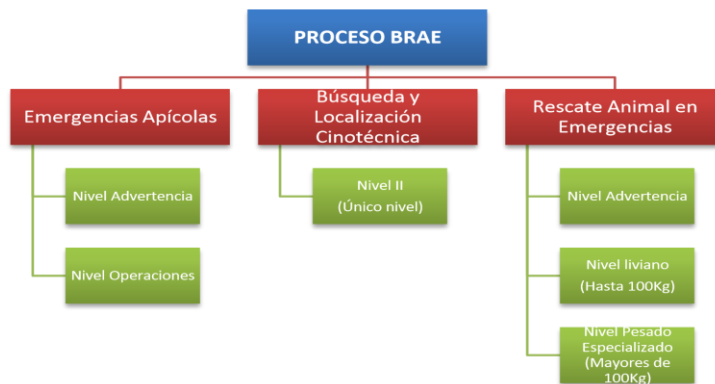 PROCESO BRAE
Emergencias Apícolas
Nivel Advertencia
Nivel Operaciones
Búsqueda y
Localización
Cinotécnica
Nivel II
(Único nivel)
Rescate Animal en
Emergencias
Nivel Advertencia
Nivel liviano
(Hasta 100Kg)
Nivel Pesado
Especializado
(Mayores de
100Kg)